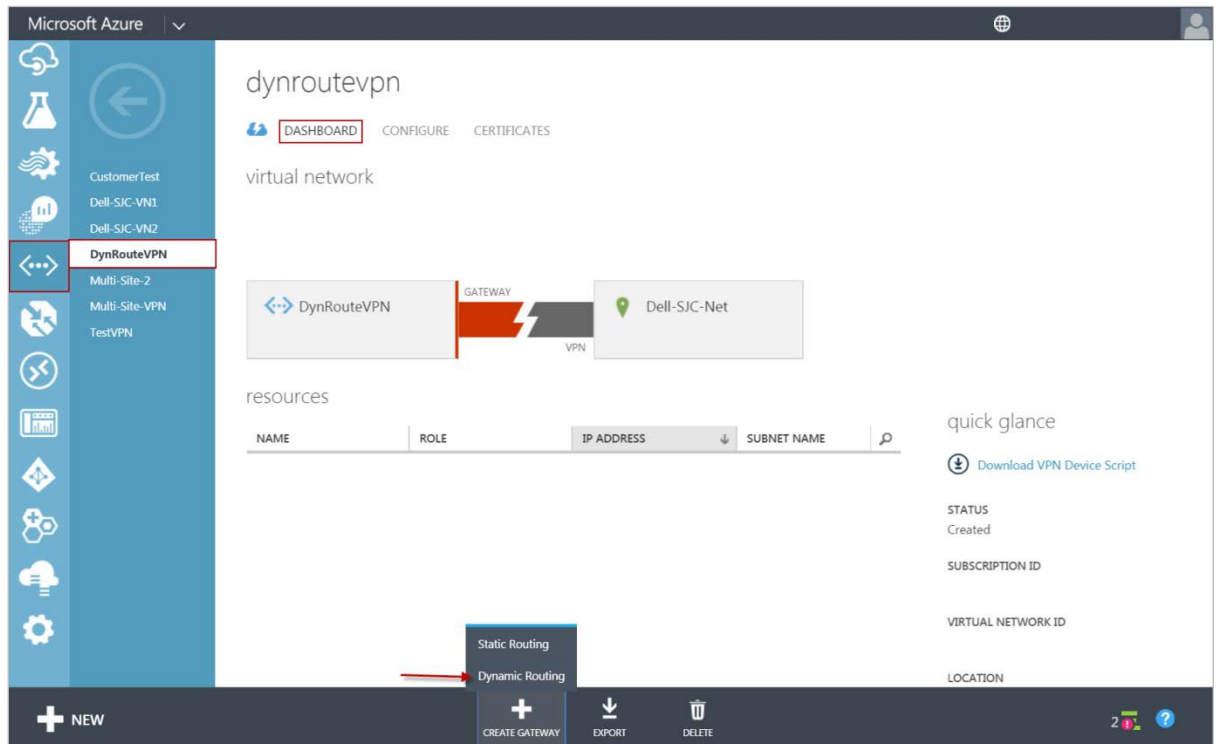 Microsoft Azure
dynroutevpn
DASHBOARD CONFIGURE CERTIFICATES
CustomerTest
Dell-SJC-VN1
Dell-SJC-VN2
DynRouteVPN
Multi-Site-2
Multi-Site-VPN
TestVPN
virtual network
DynRouteVPN
GATEWAY
VPN
Dell-SJC-Net
resources
NAME ROLE IP ADDRESS SUBNET NAME
quick glance
Download VPN Device Script
STATUS
Created
SUBSCRIPTION ID
VIRTUAL NETWORK ID
LOCATION
Static Routing
Dynamic Routing
NEW
CREATE GATEWAY
EXPORT
DELETE
2